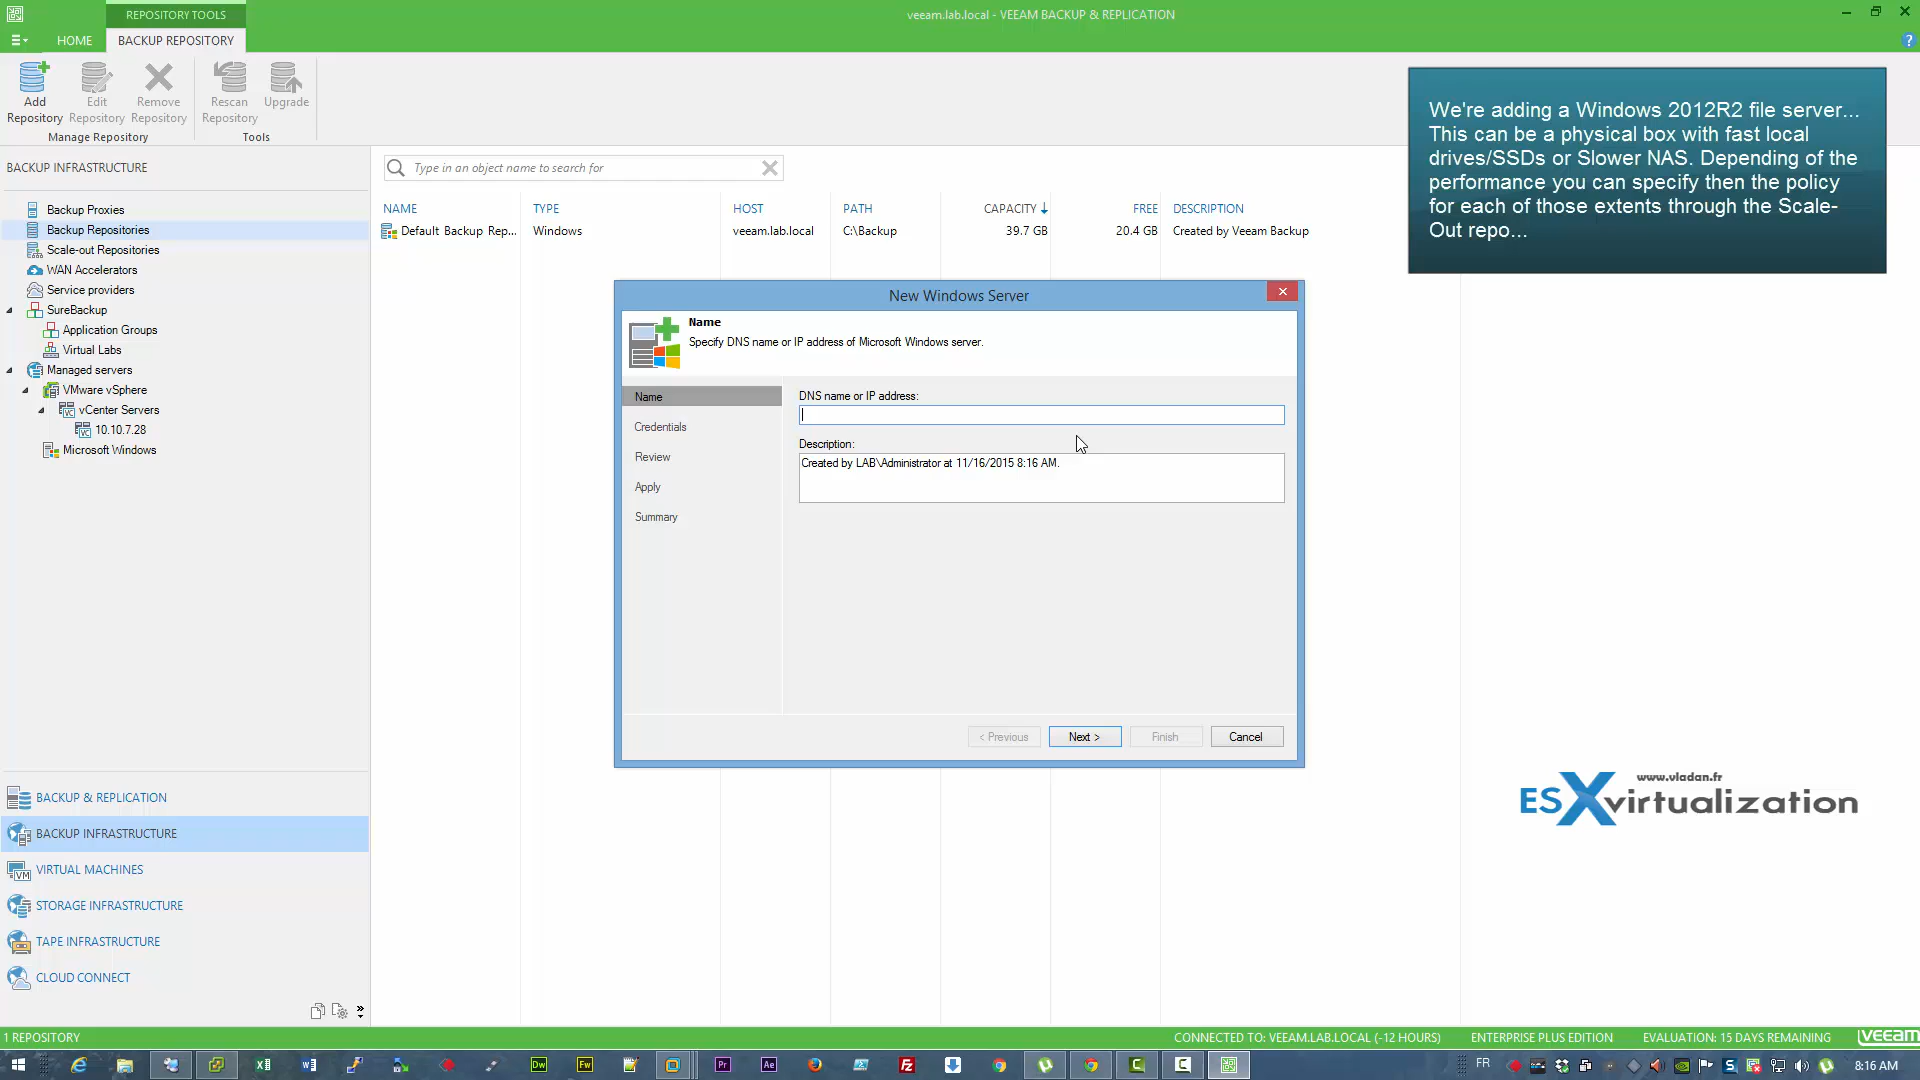 REPOSITORY TOOLS
veeam.lab.local - VEEAM BACKUP & REPLICATION
HOME
BACKUP REPOSITORY
Add Repository
Edit Repository
Remove Repository
Rescan Repository
Upgrade
Manage Repository
Tools
We're adding a Windows 2012R2 file server...
This can be a physical box with fast local
drives/SSDs or Slower NAS. Depending of the
performance you can specify then the policy
for each of those extents through the Scale-
Out repo...
BACKUP INFRASTRUCTURE
Backup Proxies
Backup Repositories
Scale-out Repositories
WAN Accelerators
Service providers
SureBackup
Application Groups
Virtual Labs
Managed servers
VMware vSphere
vCenter Servers
10.10.7.28
Microsoft Windows
Type in an object name to search for
NAME TYPE HOST PATH CAPACITY FREE DESCRIPTION
Default Backup Rep... Windows veeam.lab.local C:\Backup 39.7 GB 20.4 GB Created by Veeam Backup
New Windows Server
Name
Specify DNS name or IP address of Microsoft Windows server.
Name
Credentials
Review
Apply
Summary
DNS name or IP address:
Description:
Created by LAB\Administrator at 11/16/2015 8:16 AM.
< Previous
Next >
Finish
Cancel
www.vladan.fr
ESXvirtualization
BACKUP & REPLICATION
BACKUP INFRASTRUCTURE
VIRTUAL MACHINES
STORAGE INFRASTRUCTURE
TAPE INFRASTRUCTURE
CLOUD CONNECT
1 REPOSITORY
CONNECTED TO: VEEAM.LAB.LOCAL (-12 HOURS)
ENTERPRISE PLUS EDITION
EVALUATION: 15 DAYS REMAINING
veeam
Dw
Fw
Pr
Ae
FR
8:16 AM